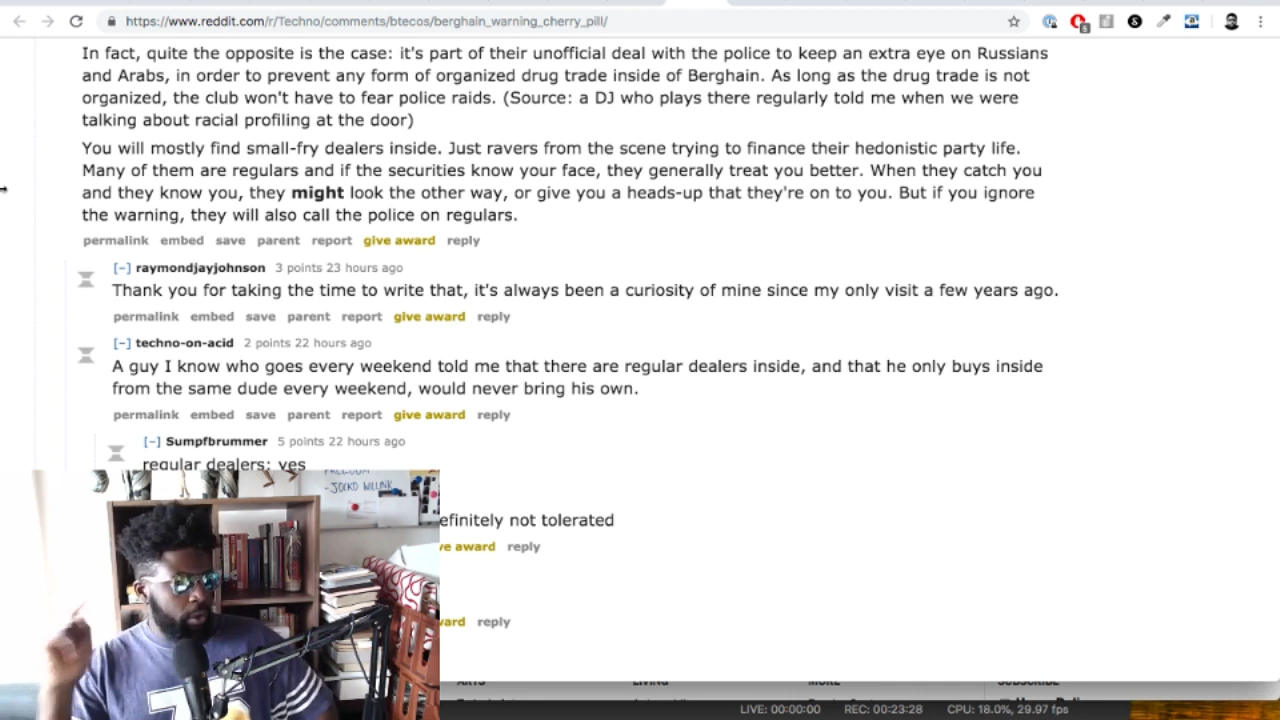 https://www.reddit.com/r/Techno/comments/btecos/berghain_warning_cherry_pill/
In fact, quite the opposite is the case: it's part of their unofficial deal with the police to keep an extra eye on Russians
and Arabs, in order to prevent any form of organized drug trade inside of Berghain. As long as the drug trade is not
organized, the club won't have to fear police raids. (Source: a DJ who plays there regularly told me when we were
talking about racial profiling at the door)
You will mostly find small-fry dealers inside. Just ravers from the scene trying to finance their hedonistic party life.
Many of them are regulars and if the securities know your face, they generally treat you better. When they catch you
and they know you, they might look the other way, or give you a heads-up that they're on to you. But if you ignore
the warning, they will also call the police on regulars.
permalink embed save parent report give award reply
[–] raymondjayjohnson 3 points 23 hours ago
Thank you for taking the time to write that, it's always been a curiosity of mine since my only visit a few years ago.
permalink embed save parent report give award reply
[–] techno-on-acid 2 points 22 hours ago
A guy I know who goes every weekend told me that there are regular dealers inside, and that he only buys inside
from the same dude every weekend, would never bring his own.
permalink embed save parent report give award reply
[–] Sumpfbrummer 5 points 22 hours ago
regular dealers: yes
- JOCKO WILLINK
efinitely not tolerated
ve award reply
ward reply
LIVE: 00:00:00 REC: 00:23:28 CPU: 18.0%, 29.97 fps